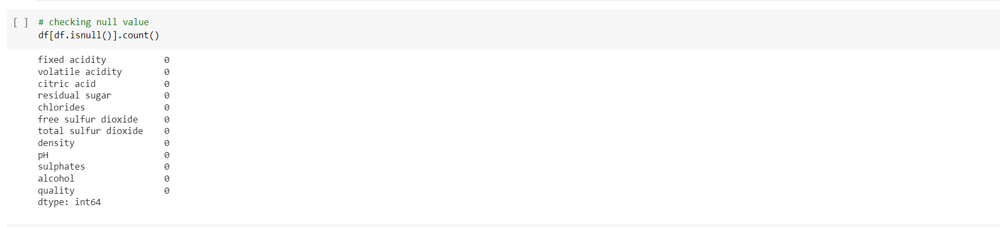 [ ] # checking null value
df[df.isnull()].count()
fixed acidity 0
volatile acidity 0
citric acid 0
residual sugar 0
chlorides 0
free sulfur dioxide 0
total sulfur dioxide 0
density 0
pH 0
sulphates 0
alcohol 0
quality 0
dtype: int64